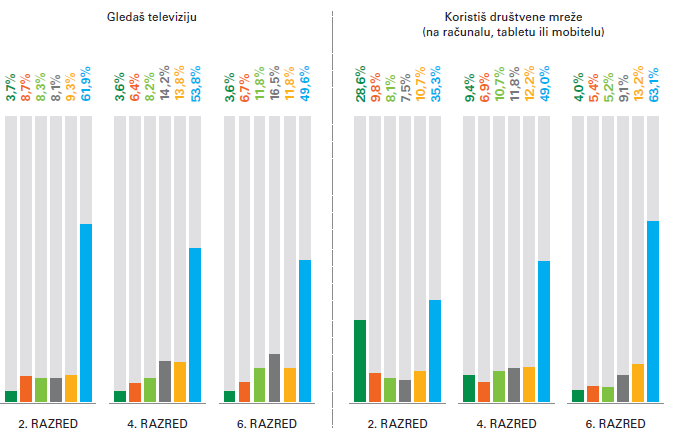 Gledaš televiziju
3,7% 8,7% 8,3% 8,1% 9,3% 61,9%
3,6% 6,4% 8,2% 14,2% 13,8% 53,8%
3,6% 6,7% 11,8% 16,5% 11,8% 49,6%
2. RAZRED 4. RAZRED 6. RAZRED
Koristiš društvene mreže
(na računalu, tabletu ili mobitelu)
28,6% 9,8% 8,1% 7,5% 10,7% 35,3%
9,4% 6,9% 10,7% 11,8% 12,2% 49,0%
4,0% 5,4% 5,2% 9,1% 13,2% 63,1%
2. RAZRED 4. RAZRED 6. RAZRED